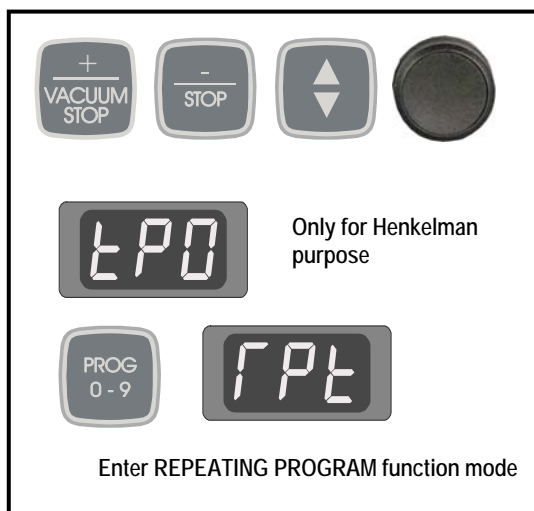 +
VACUUM
STOP
-
STOP
tP0
Only for Henkelman
purpose
PROG
0 - 9
rPt
Enter REPEATING PROGRAM function mode